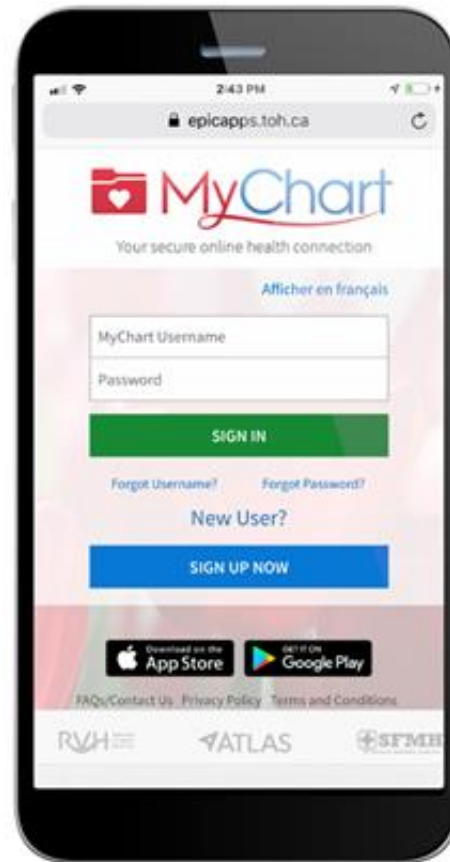 2:43 PM
epicapps.toh.ca
MyChart
Your secure online health connection
Afficher en français
MyChart Username
Password
SIGN IN
Forgot Username? Forgot Password?
New User?
SIGN UP NOW
Download on the App Store
GET IT ON Google Play
FAQs/Contact Us Privacy Policy Terms and Conditions
RVH ATLAS SFMH